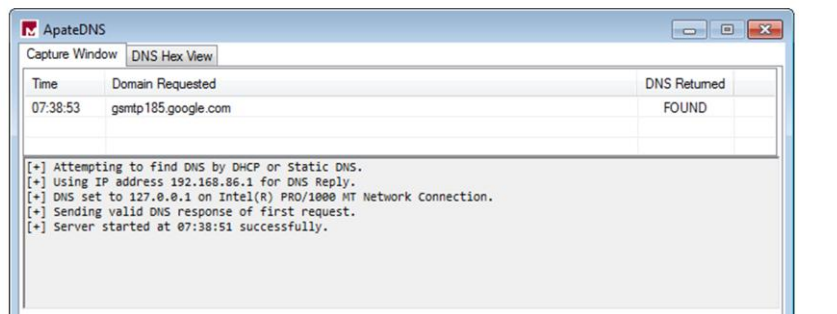 ApateDNS
Capture Window DNS Hex View
Time Domain Requested DNS Returned
07:38:53 gsmtp185.google.com FOUND
[+] Attempting to find DNS by DHCP or Static DNS.
[+] Using IP address 192.168.86.1 for DNS Reply.
[+] DNS set to 127.0.0.1 on Intel(R) PRO/1000 MT Network Connection.
[+] Sending valid DNS response of first request.
[+] Server started at 07:38:51 successfully.